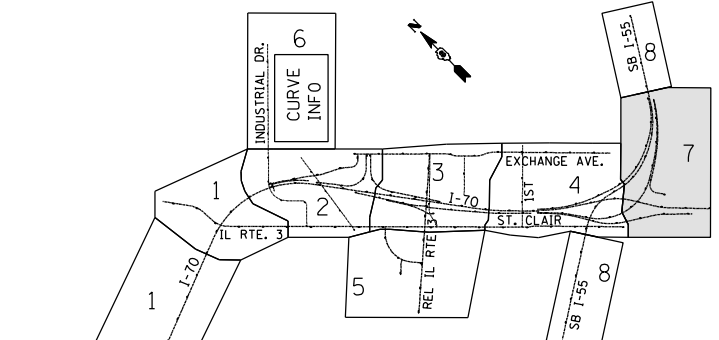 N
6
INDUSTRIAL DR.
CURVE
INFO
SB I-55
8
7
EXCHANGE AVE.
1
2
3
I-70
1ST
4
ST. CLAIR
IL RTE. 3
I-70
1
5
REL IL RTE 3
SB I-55
8